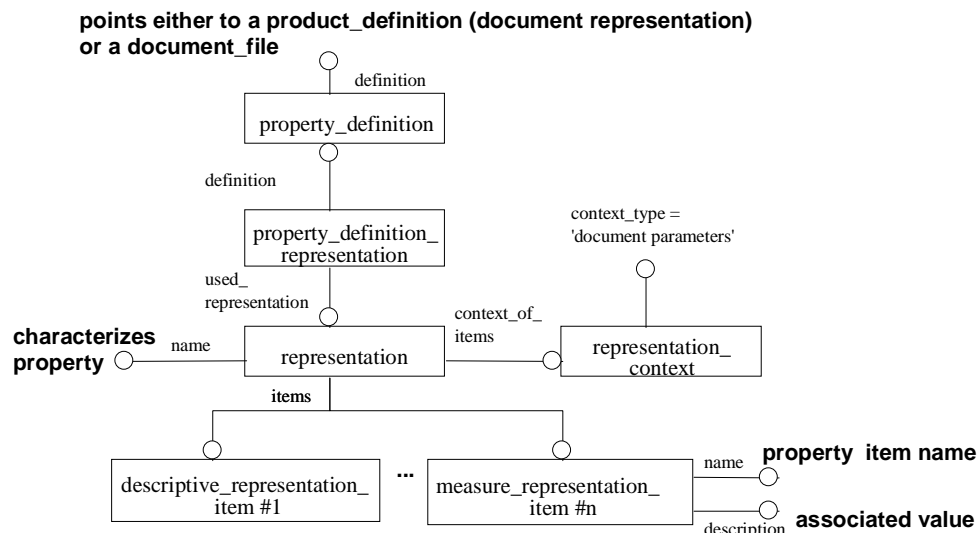 points either to a product_definition (document representation)
or a document_file
definition
property_definition
definition
context_type =
'document parameters'
property_definition_
representation
used_
representation
context_of_
items
characterizes
property
name
representation
representation_
context
items
descriptive_representation_
item #1
...
measure_representation_
item #n
name
property item name
description
associated value